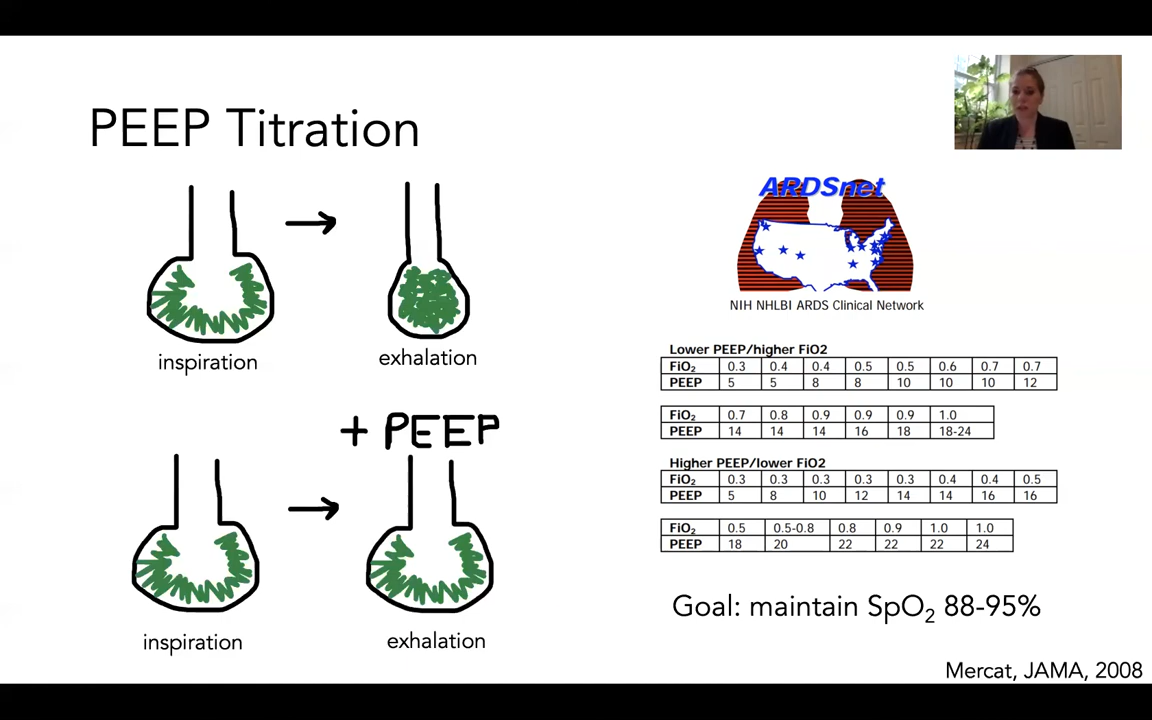 PEEP Titration
inspiration
exhalation
+ PEEP
inspiration
exhalation
ARDSnet
NIH NHLBI ARDS Clinical Network
Lower PEEP/higher FiO2
FiO₂ 0.3 0.4 0.4 0.5 0.5 0.6 0.7 0.7
PEEP 5 5 8 8 10 10 10 12
FiO₂ 0.7 0.8 0.9 0.9 0.9 1.0
PEEP 14 14 14 16 18 18-24
Higher PEEP/lower FiO2
FiO₂ 0.3 0.3 0.3 0.3 0.3 0.4 0.4 0.5
PEEP 5 8 10 12 14 14 16 16
FiO₂ 0.5 0.5-0.8 0.8 0.9 1.0 1.0
PEEP 18 20 22 22 22 24
Goal: maintain SpO₂ 88-95%
Mercat, JAMA, 2008